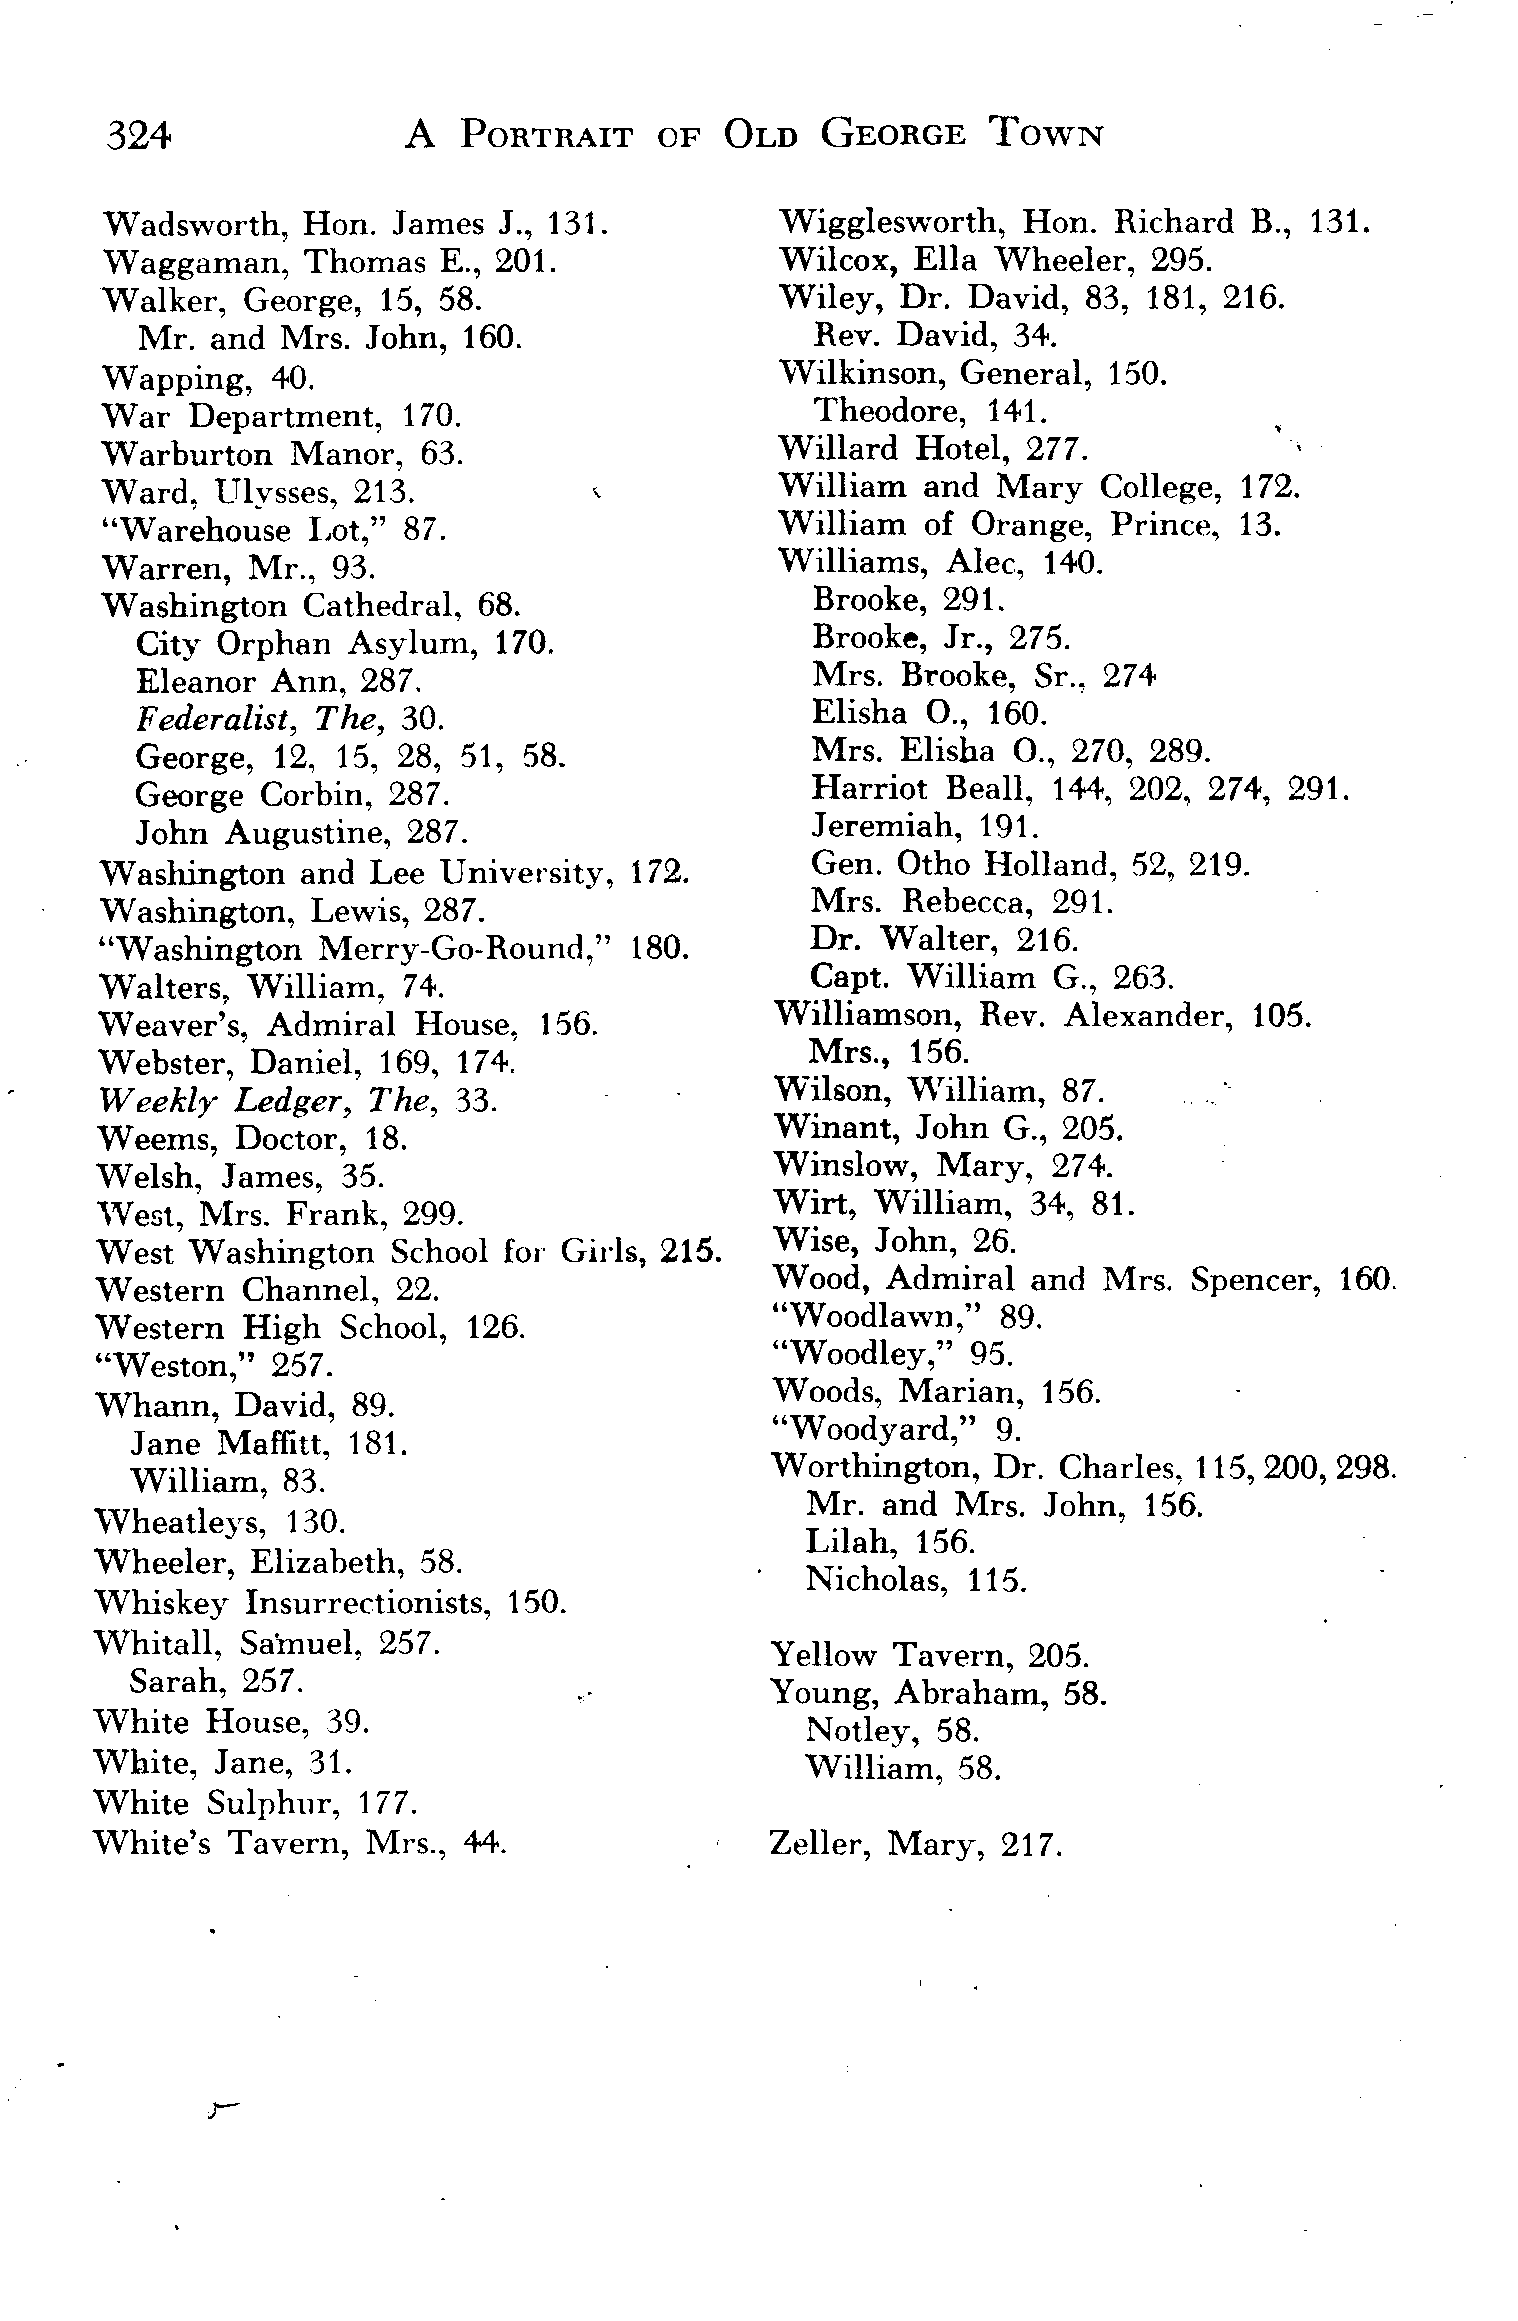 324 A PORTRAIT OF OLD GEORGE TOWN
Wadsworth, Hon. James J., 131.
Waggaman, Thomas E., 201.
Walker, George, 15, 58.
Mr. and Mrs. John, 160.
Wapping, 40.
War Department, 170.
Warburton Manor, 63.
Ward, Ulysses, 213.
“Warehouse Lot,” 87.
Warren, Mr., 93.
Washington Cathedral, 68.
City Orphan Asylum, 170.
Eleanor Ann, 287.
Federalist, The, 30.
George, 12, 15, 28, 51, 58.
George Corbin, 287.
John Augustine, 287.
Washington and Lee University, 172.
Washington, Lewis, 287.
“Washington Merry-Go-Round,” 180.
Walters, William, 74.
Weaver’s, Admiral House, 156.
Webster, Daniel, 169, 174.
Weekly Ledger, The, 33.
Weems, Doctor, 18.
Welsh, James, 35.
West, Mrs. Frank, 299.
West Washington School for Girls, 215.
Western Channel, 22.
Western High School, 126.
“Weston,” 257.
Whann, David, 89.
Jane Maffitt, 181.
William, 83.
Wheatleys, 130.
Wheeler, Elizabeth, 58.
Whiskey Insurrectionists, 150.
Whitall, Samuel, 257.
Sarah, 257.
White House, 39.
White, Jane, 31.
White Sulphur, 177.
White’s Tavern, Mrs., 44.
Wigglesworth, Hon. Richard B., 131.
Wilcox, Ella Wheeler, 295.
Wiley, Dr. David, 83, 181, 216.
Rev. David, 34.
Wilkinson, General, 150.
Theodore, 141.
Willard Hotel, 277.
William and Mary College, 172.
William of Orange, Prince, 13.
Williams, Alec, 140.
Brooke, 291.
Brooke, Jr., 275.
Mrs. Brooke, Sr., 274
Elisha O., 160.
Mrs. Elisha O., 270, 289.
Harriot Beall, 144, 202, 274, 291.
Jeremiah, 191.
Gen. Otho Holland, 52, 219.
Mrs. Rebecca, 291.
Dr. Walter, 216.
Capt. William G., 263.
Williamson, Rev. Alexander, 105.
Mrs., 156.
Wilson, William, 87.
Winant, John G., 205.
Winslow, Mary, 274.
Wirt, William, 34, 81.
Wise, John, 26.
Wood, Admiral and Mrs. Spencer, 160.
“Woodlawn,” 89.
“Woodley,” 95.
Woods, Marian, 156.
“Woodyard,” 9.
Worthington, Dr. Charles, 115, 200, 298.
Mr. and Mrs. John, 156.
Lilah, 156.
Nicholas, 115.
Yellow Tavern, 205.
Young, Abraham, 58.
Notley, 58.
William, 58.
Zeller, Mary, 217.